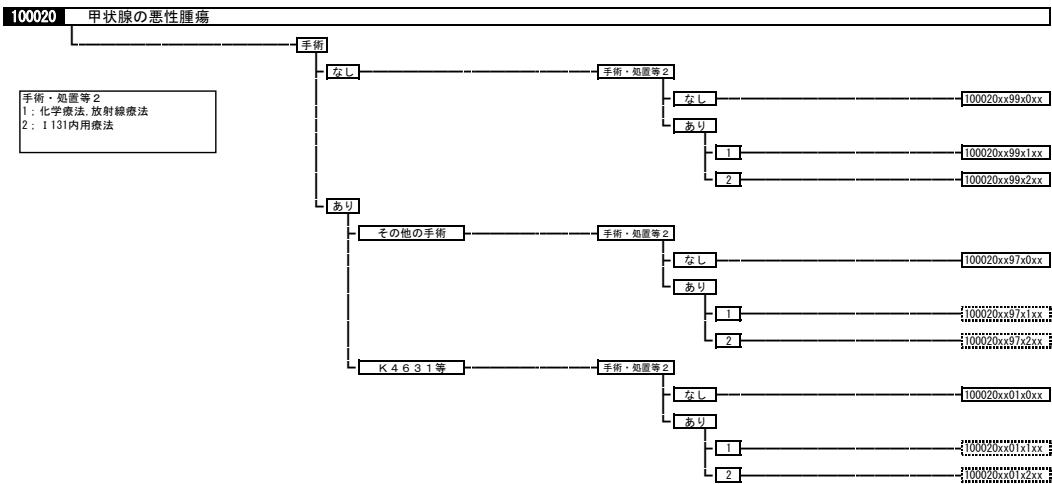 100020 甲状腺の悪性腫瘍
手術
なし 手術・処置等2
手術・処置等2
1：化学療法,放射線療法
2：I131内用療法
なし 100020xx99x0xx
あり
1 100020xx99x1xx
2 100020xx99x2xx
あり
その他の手術 手術・処置等2
なし 100020xx97x0xx
あり
1 100020xx97x1xx
2 100020xx97x2xx
K4631等 手術・処置等2
なし 100020xx01x0xx
あり
1 100020xx01x1xx
2 100020xx01x2xx